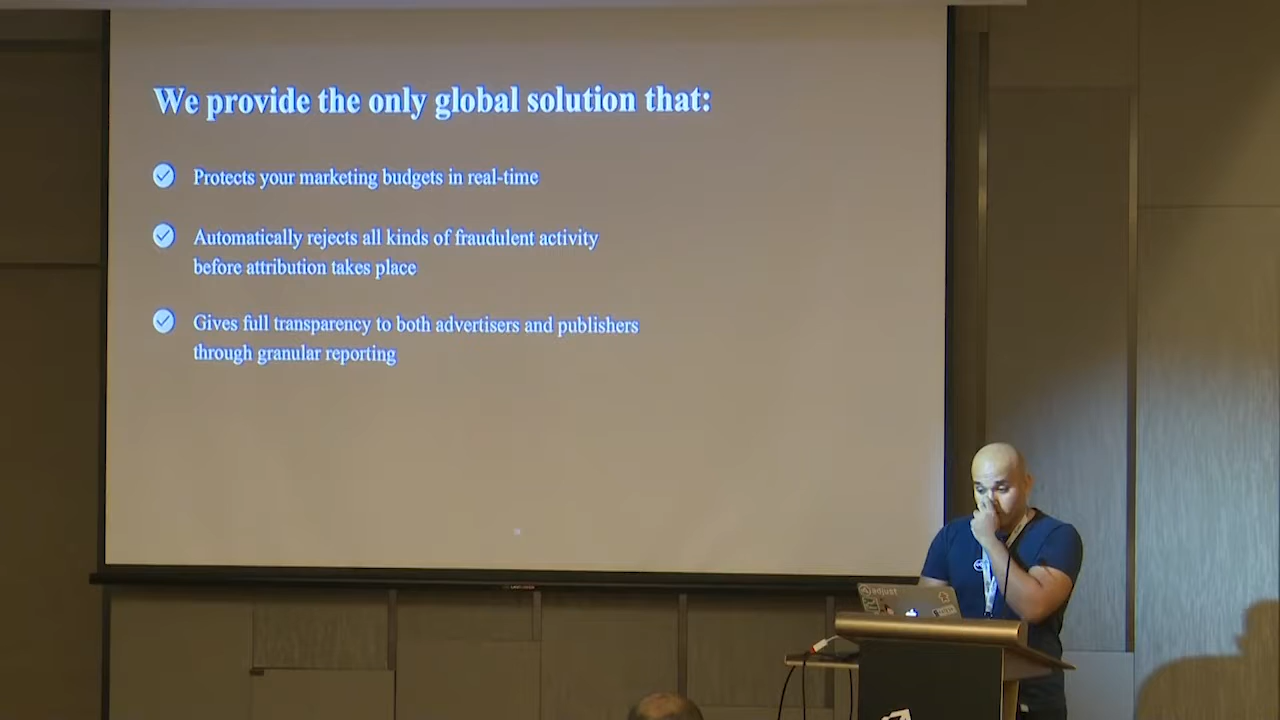 We provide the only global solution that:
Protects your marketing budgets in real-time
Automatically rejects all kinds of fraudulent activity
before attribution takes place
Gives full transparency to both advertisers and publishers
through granular reporting
adjust